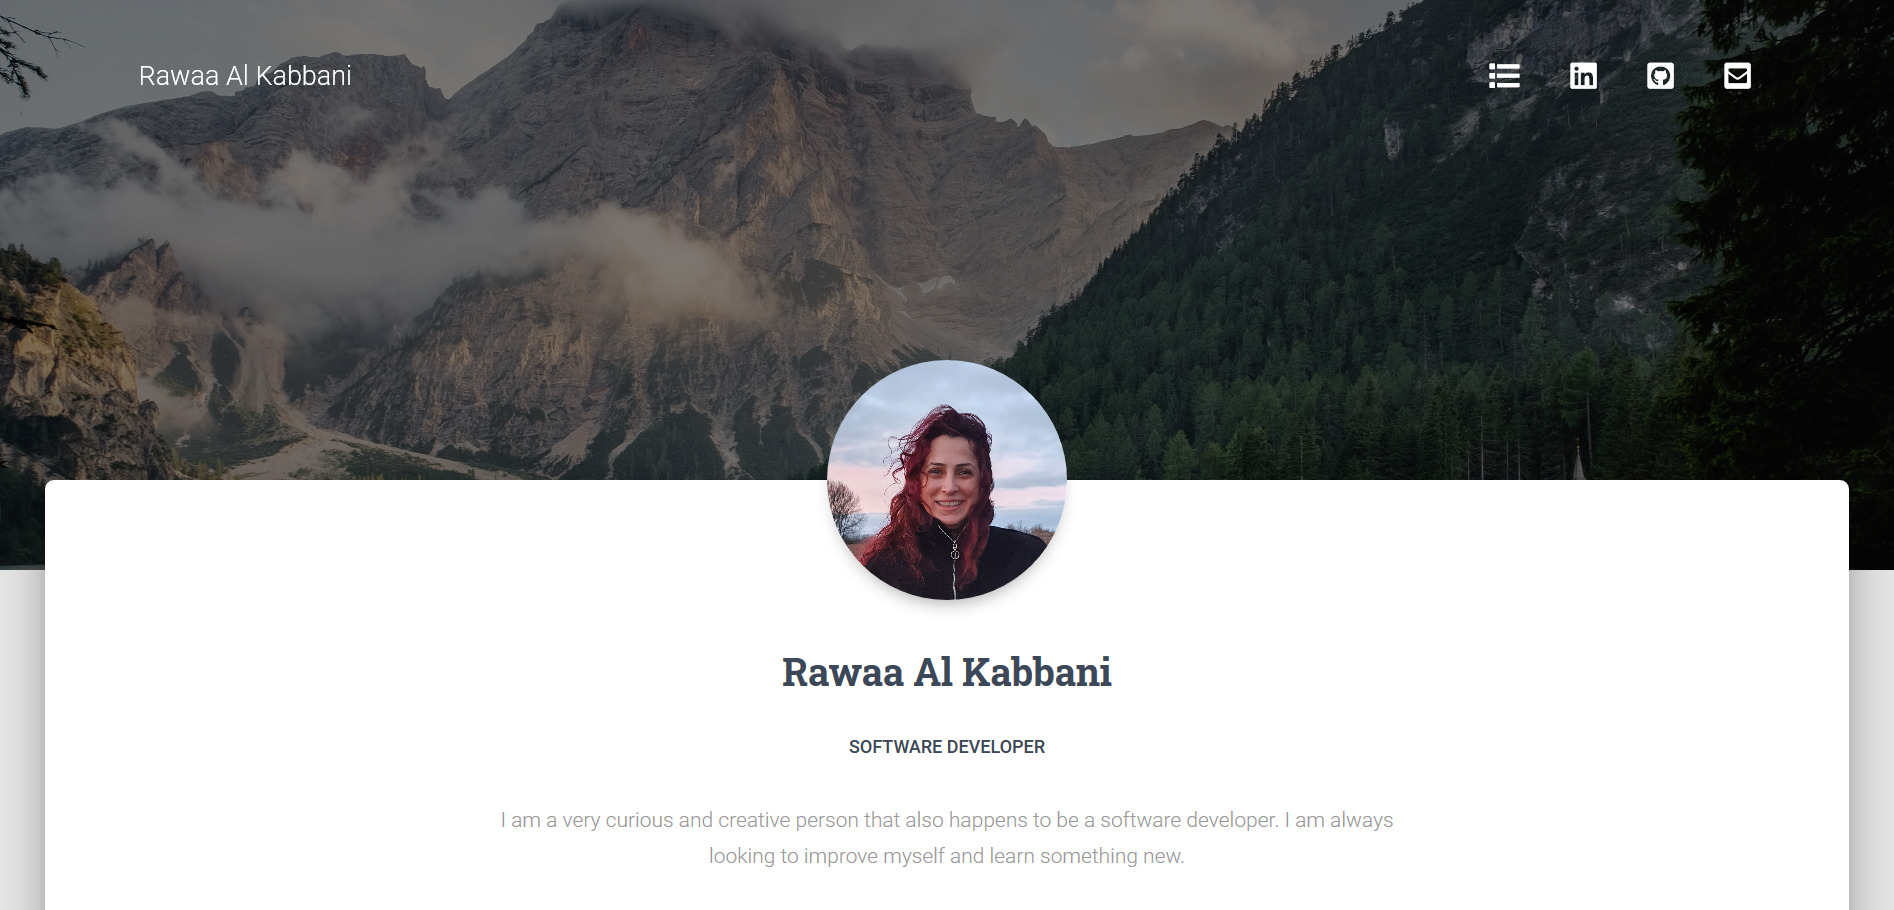 Rawaa Al Kabbani
in
Rawaa Al Kabbani
SOFTWARE DEVELOPER
I am a very curious and creative person that also happens to be a software developer. I am always
looking to improve myself and learn something new.